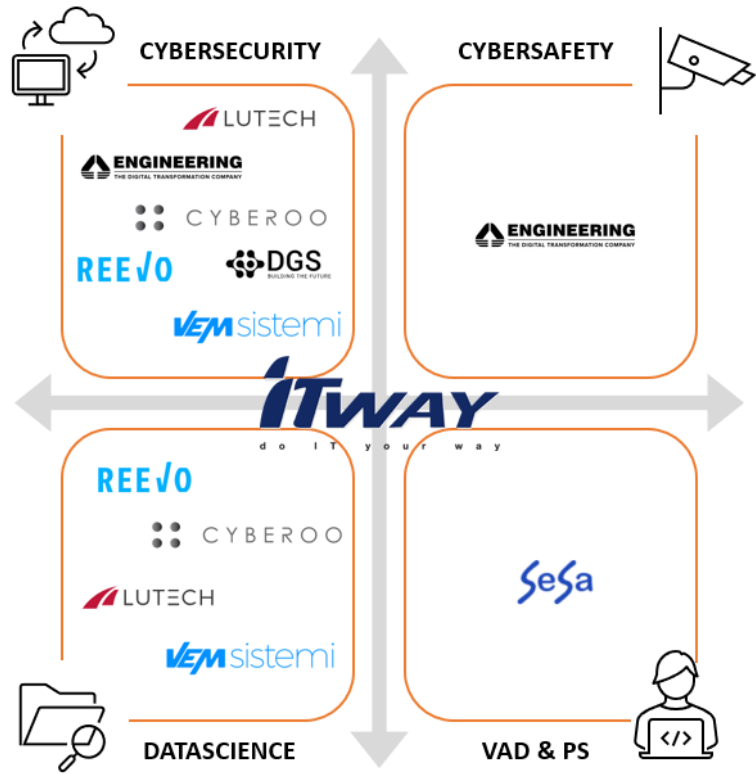 CYBERSECURITY
LUTECH
ENGINEERING
THE DIGITAL TRANSFORMATION COMPANY
CYBEROO
REEVO
DGS
BUILDING THE FUTURE
VEM sistemi
CYBERSAFETY
ENGINEERING
THE DIGITAL TRANSFORMATION COMPANY
ITWAY
do IT your way
REEVO
CYBEROO
LUTECH
VEM sistemi
DATASCIENCE
SeSa
</>
VAD & PS